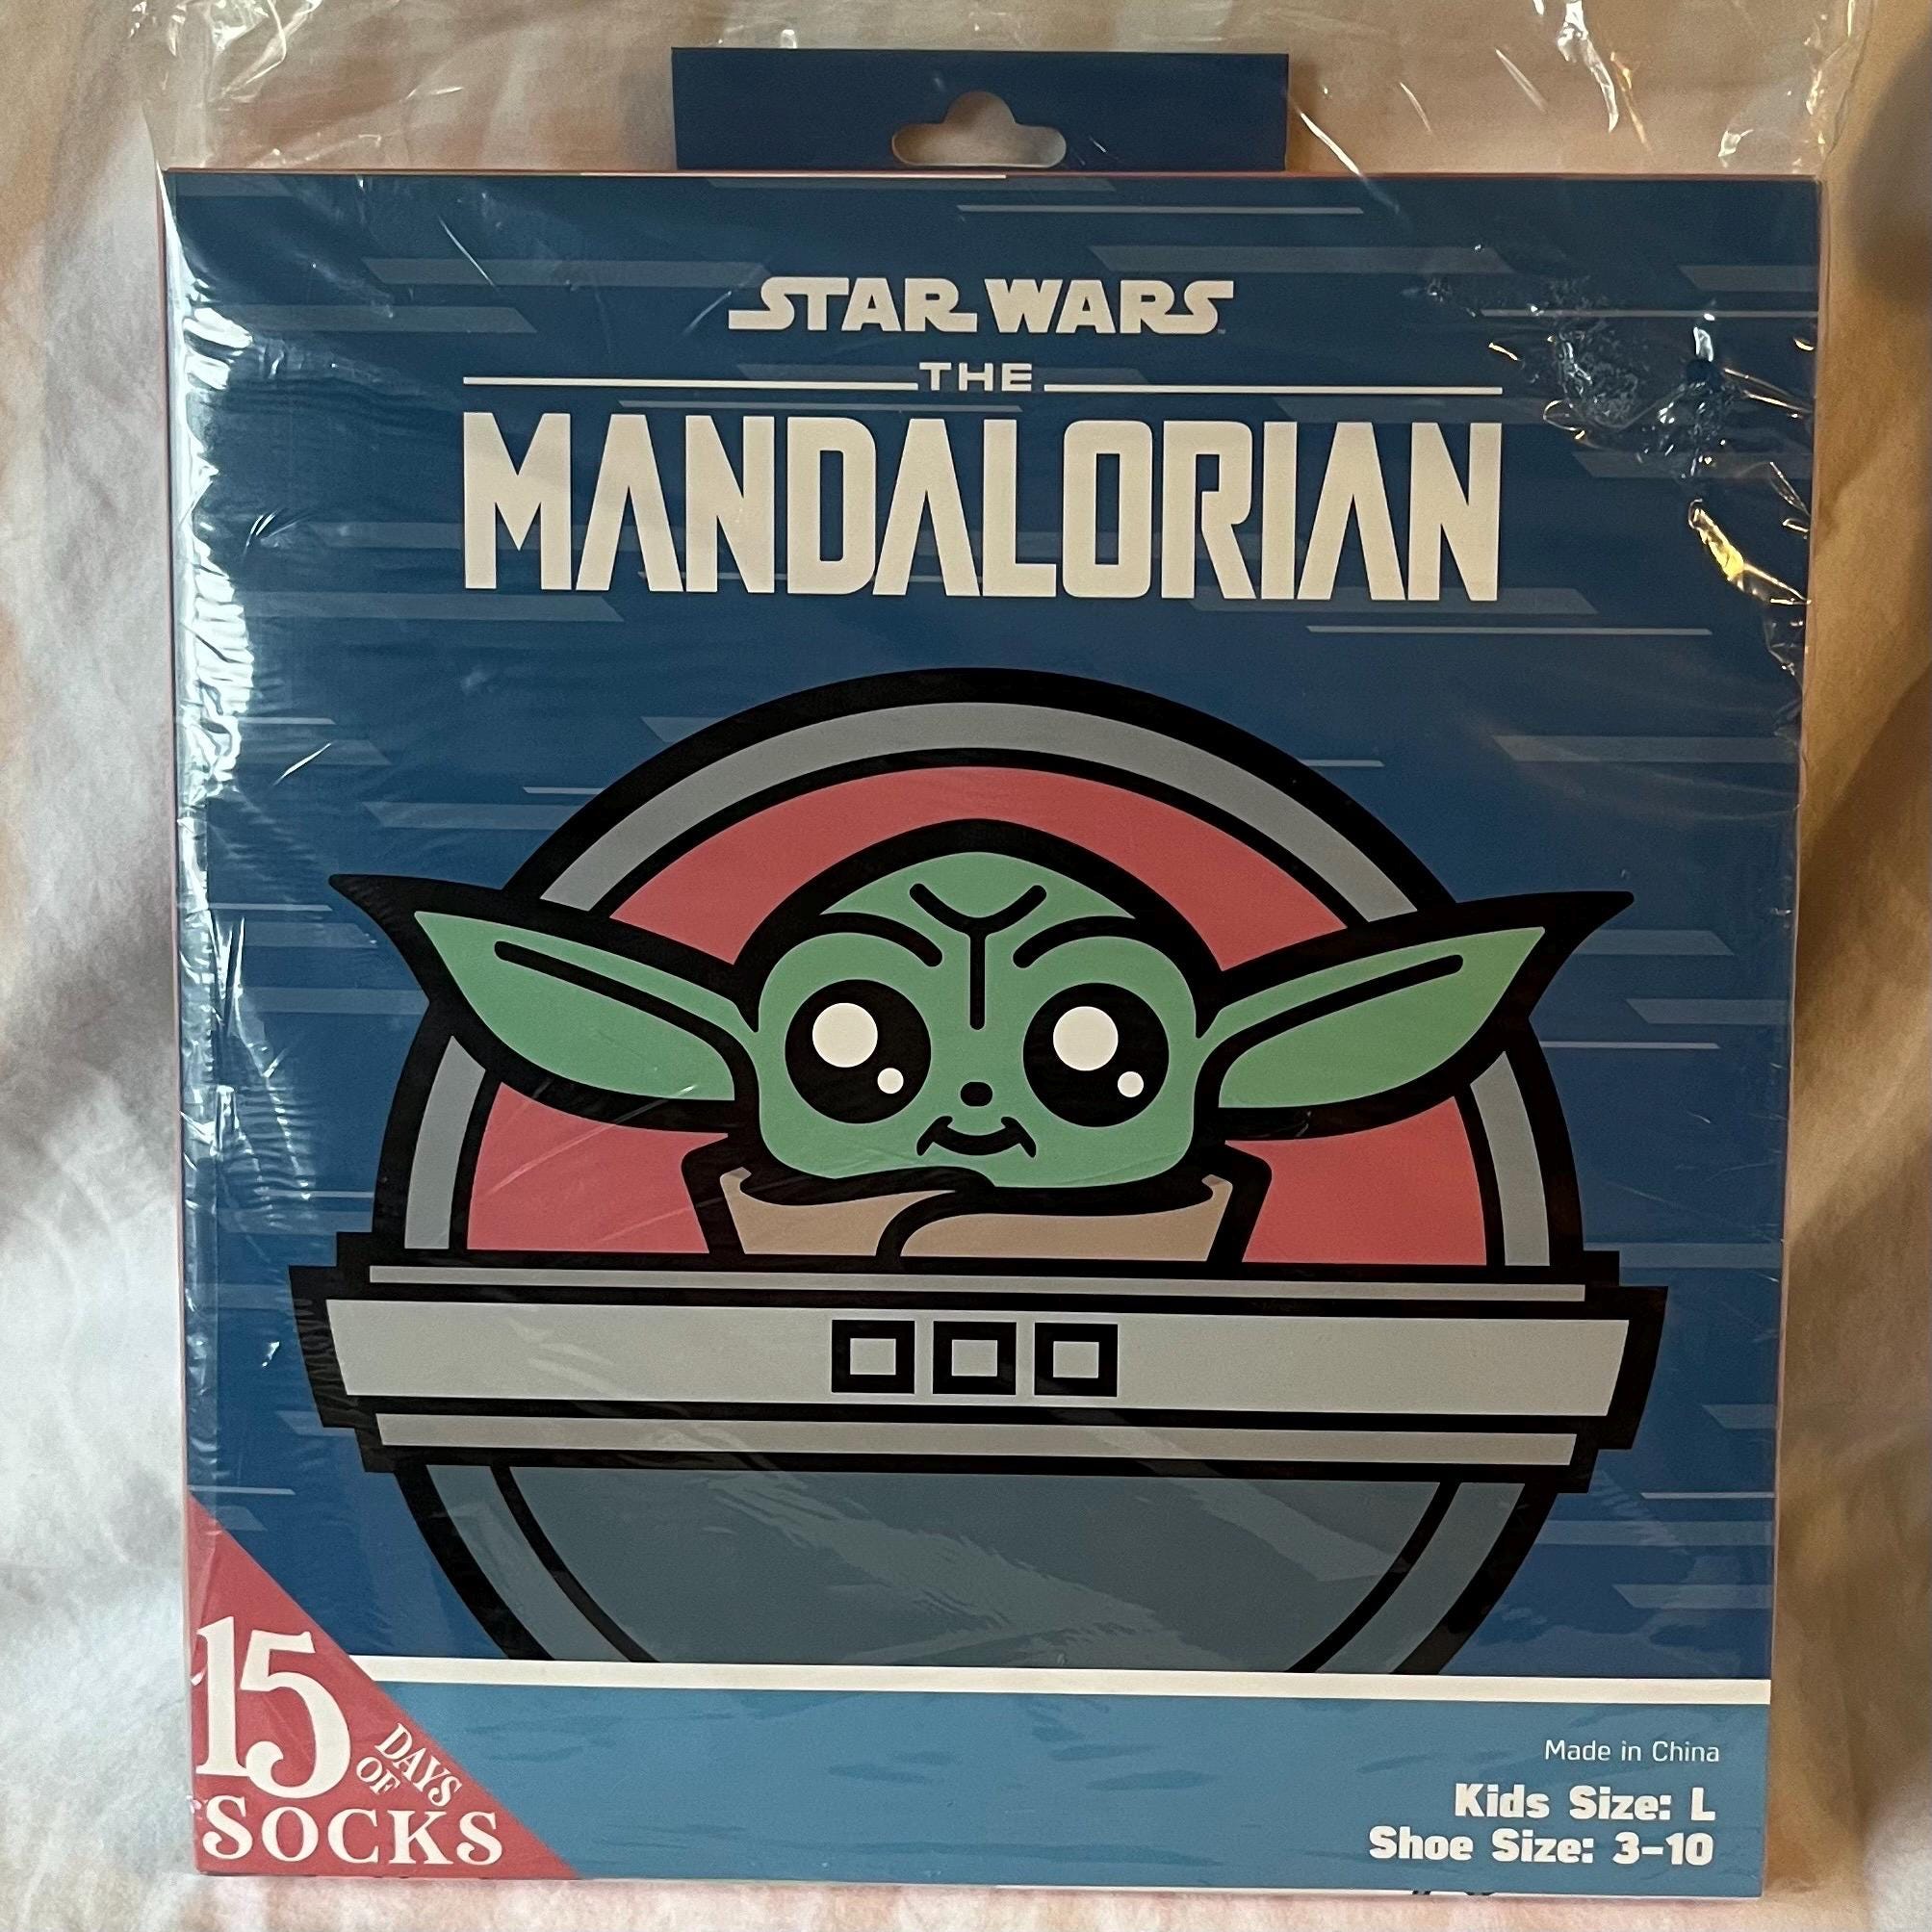 STAR WARS
THE
MANDALORIAN
15
DAYS
OF
SOCKS
Made in China
Kids Size: L
Shoe Size: 3-10